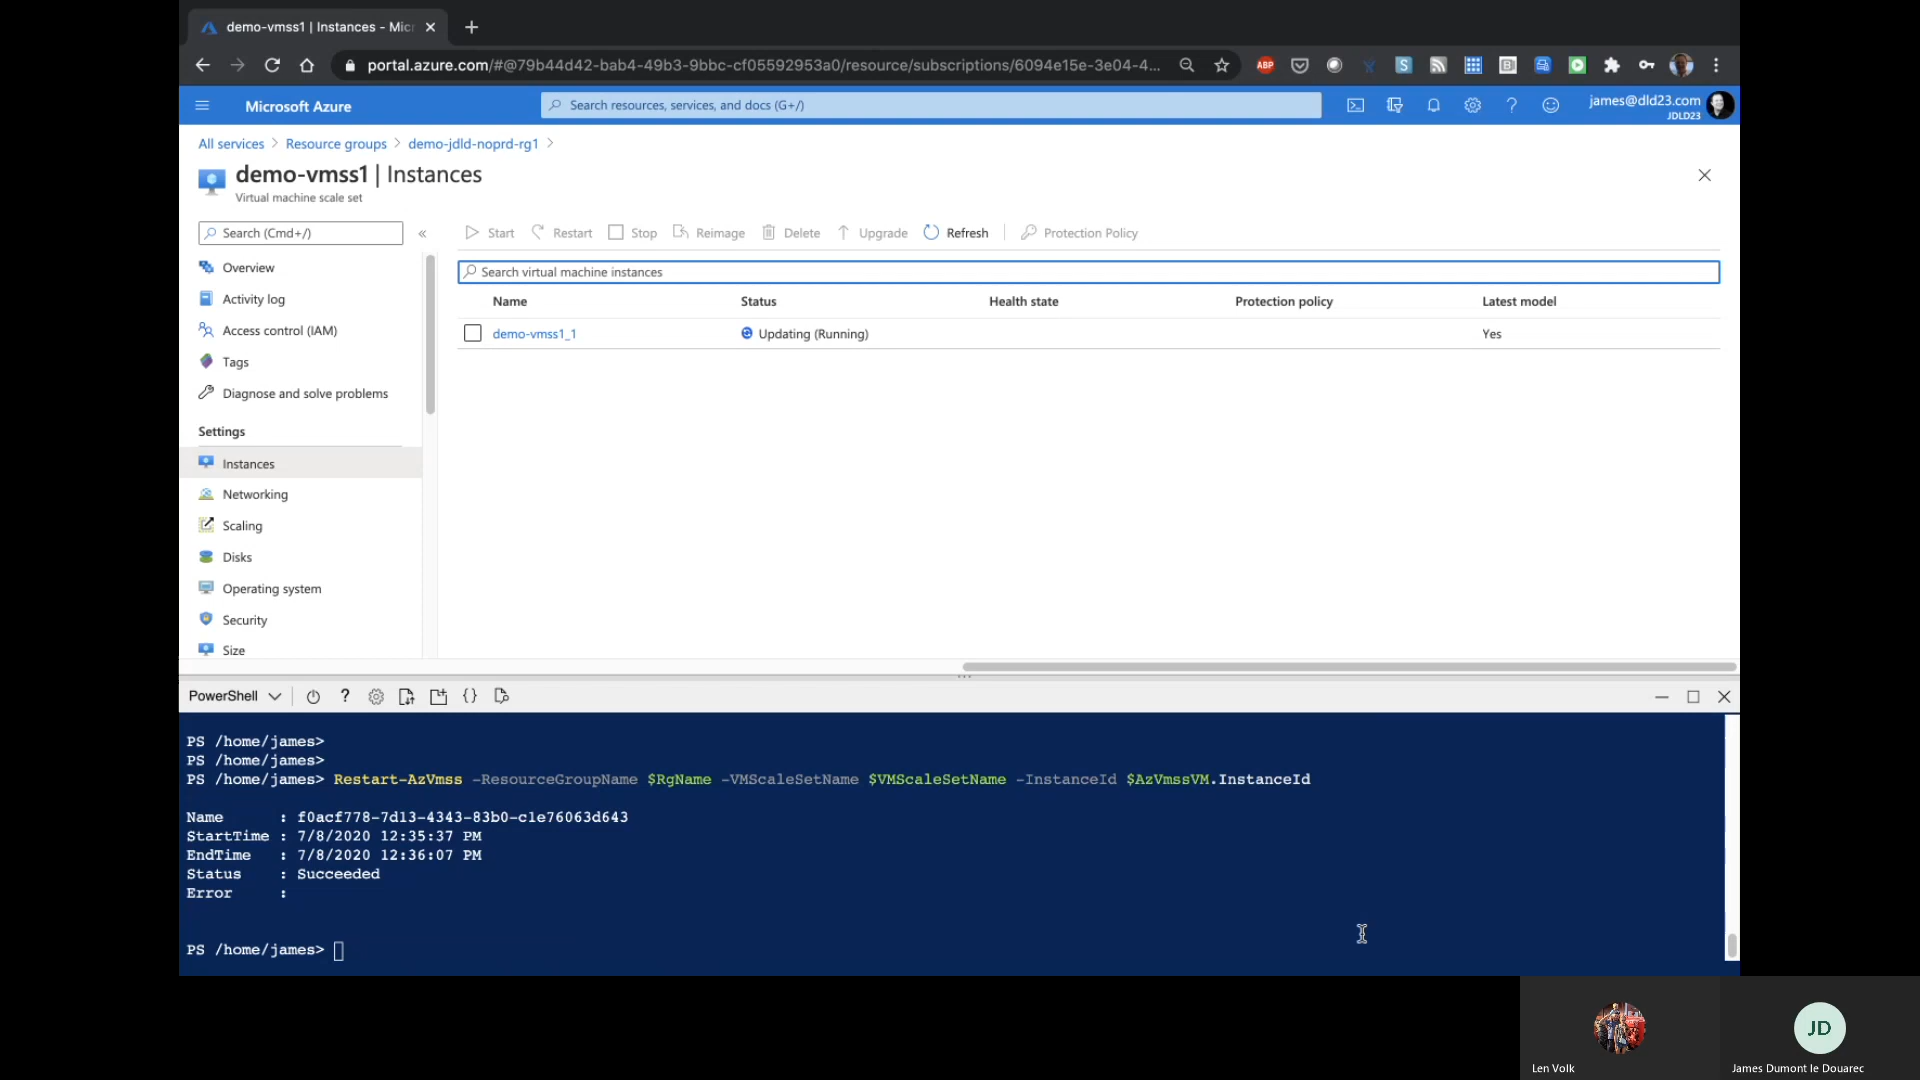 demo-vmss1 | Instances - Micr
portal.azure.com/#@79b44d42-bab4-49b3-9bbc-cf05592953a0/resource/subscriptions/6094e15e-3e04-4...
ABP
S
B
Microsoft Azure
Search resources, services, and docs (G+/)
james@dld23.com
JDLD23
All services > Resource groups > demo-jdld-noprd-rg1 >
demo-vmss1 | Instances
Virtual machine scale set
Search (Cmd+/)
«
Start
Restart
Stop
Reimage
Delete
Upgrade
Refresh
Protection Policy
Search virtual machine instances
Name Status Health state Protection policy Latest model
demo-vmss1_1 Updating (Running) Yes
Overview
Activity log
Access control (IAM)
Tags
Diagnose and solve problems
Settings
Instances
Networking
Scaling
Disks
Operating system
Security
Size
PowerShell
? {}
PS /home/james>
PS /home/james>
PS /home/james> Restart-AzVmss -ResourceGroupName $RgName -VMScaleSetName $VMScaleSetName -InstanceId $AzVmssVM.InstanceId
Name : f0acf778-7d13-4343-83b0-c1e76063d643
StartTime : 7/8/2020 12:35:37 PM
EndTime : 7/8/2020 12:36:07 PM
Status : Succeeded
Error :
PS /home/james>
JD
Len Volk
James Dumont le Douarec